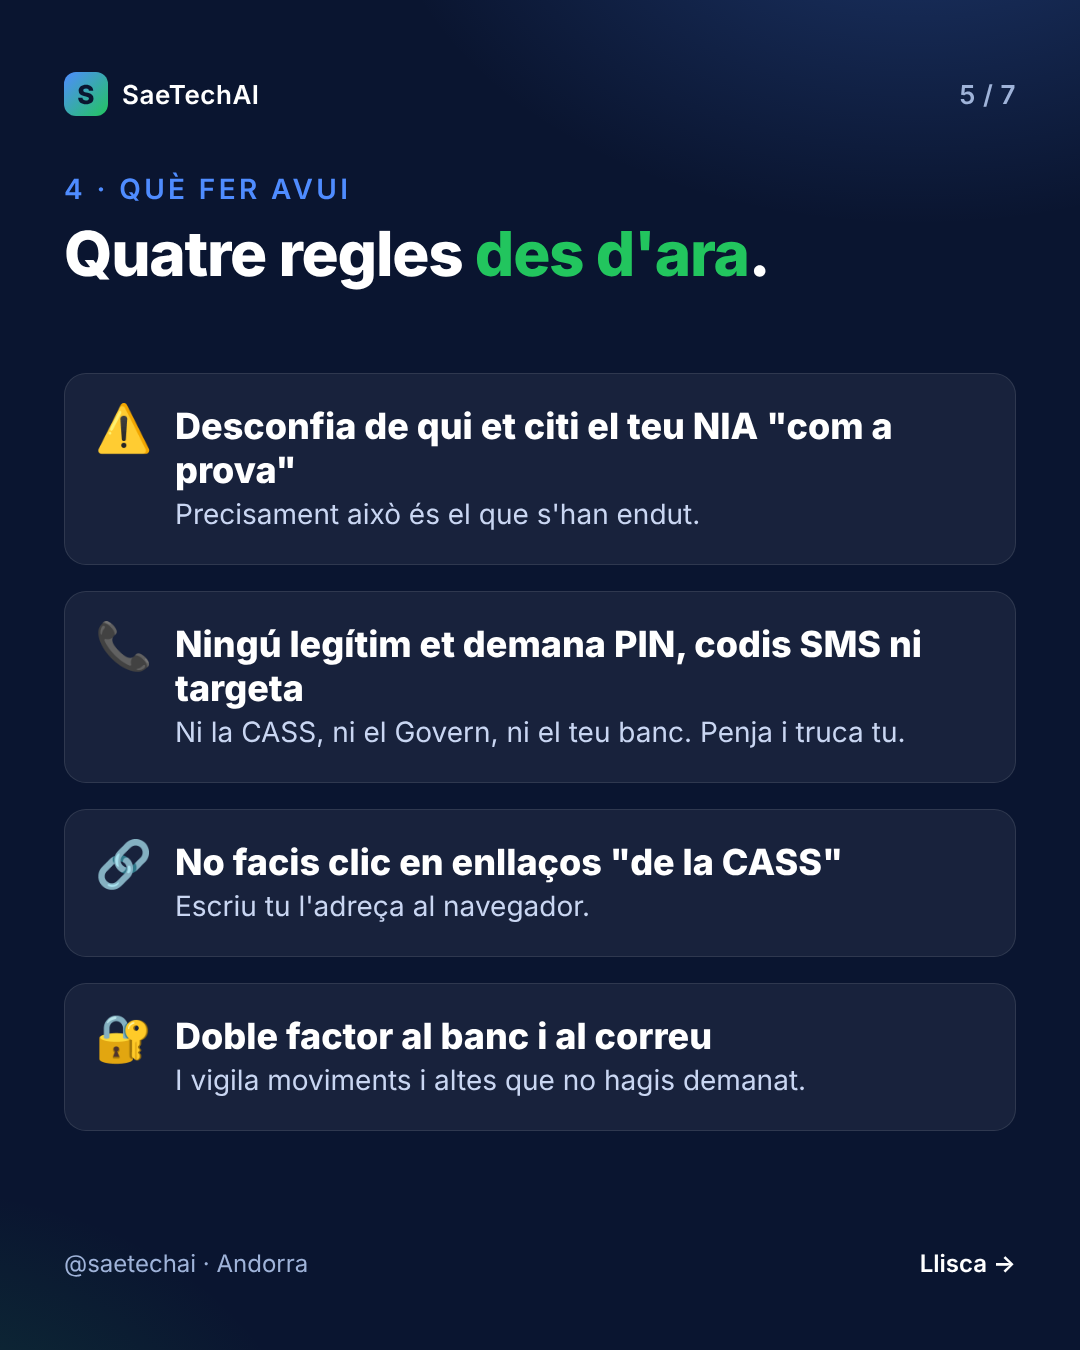 S SaeTechAI
5 / 7
4 · QUÈ FER AVUI
Quatre regles des d'ara.
Desconfia de qui et citi el teu NIA "com a
prova"
Precisament això és el que s'han endut.
Ningú legítim et demana PIN, codis SMS ni
targeta
Ni la CASS, ni el Govern, ni el teu banc. Penja i truca tu.
No facis clic en enllaços "de la CASS"
Escriu tu l'adreça al navegador.
Doble factor al banc i al correu
I vigila moviments i altes que no hagis demanat.
@saetechai · Andorra
Llisca →